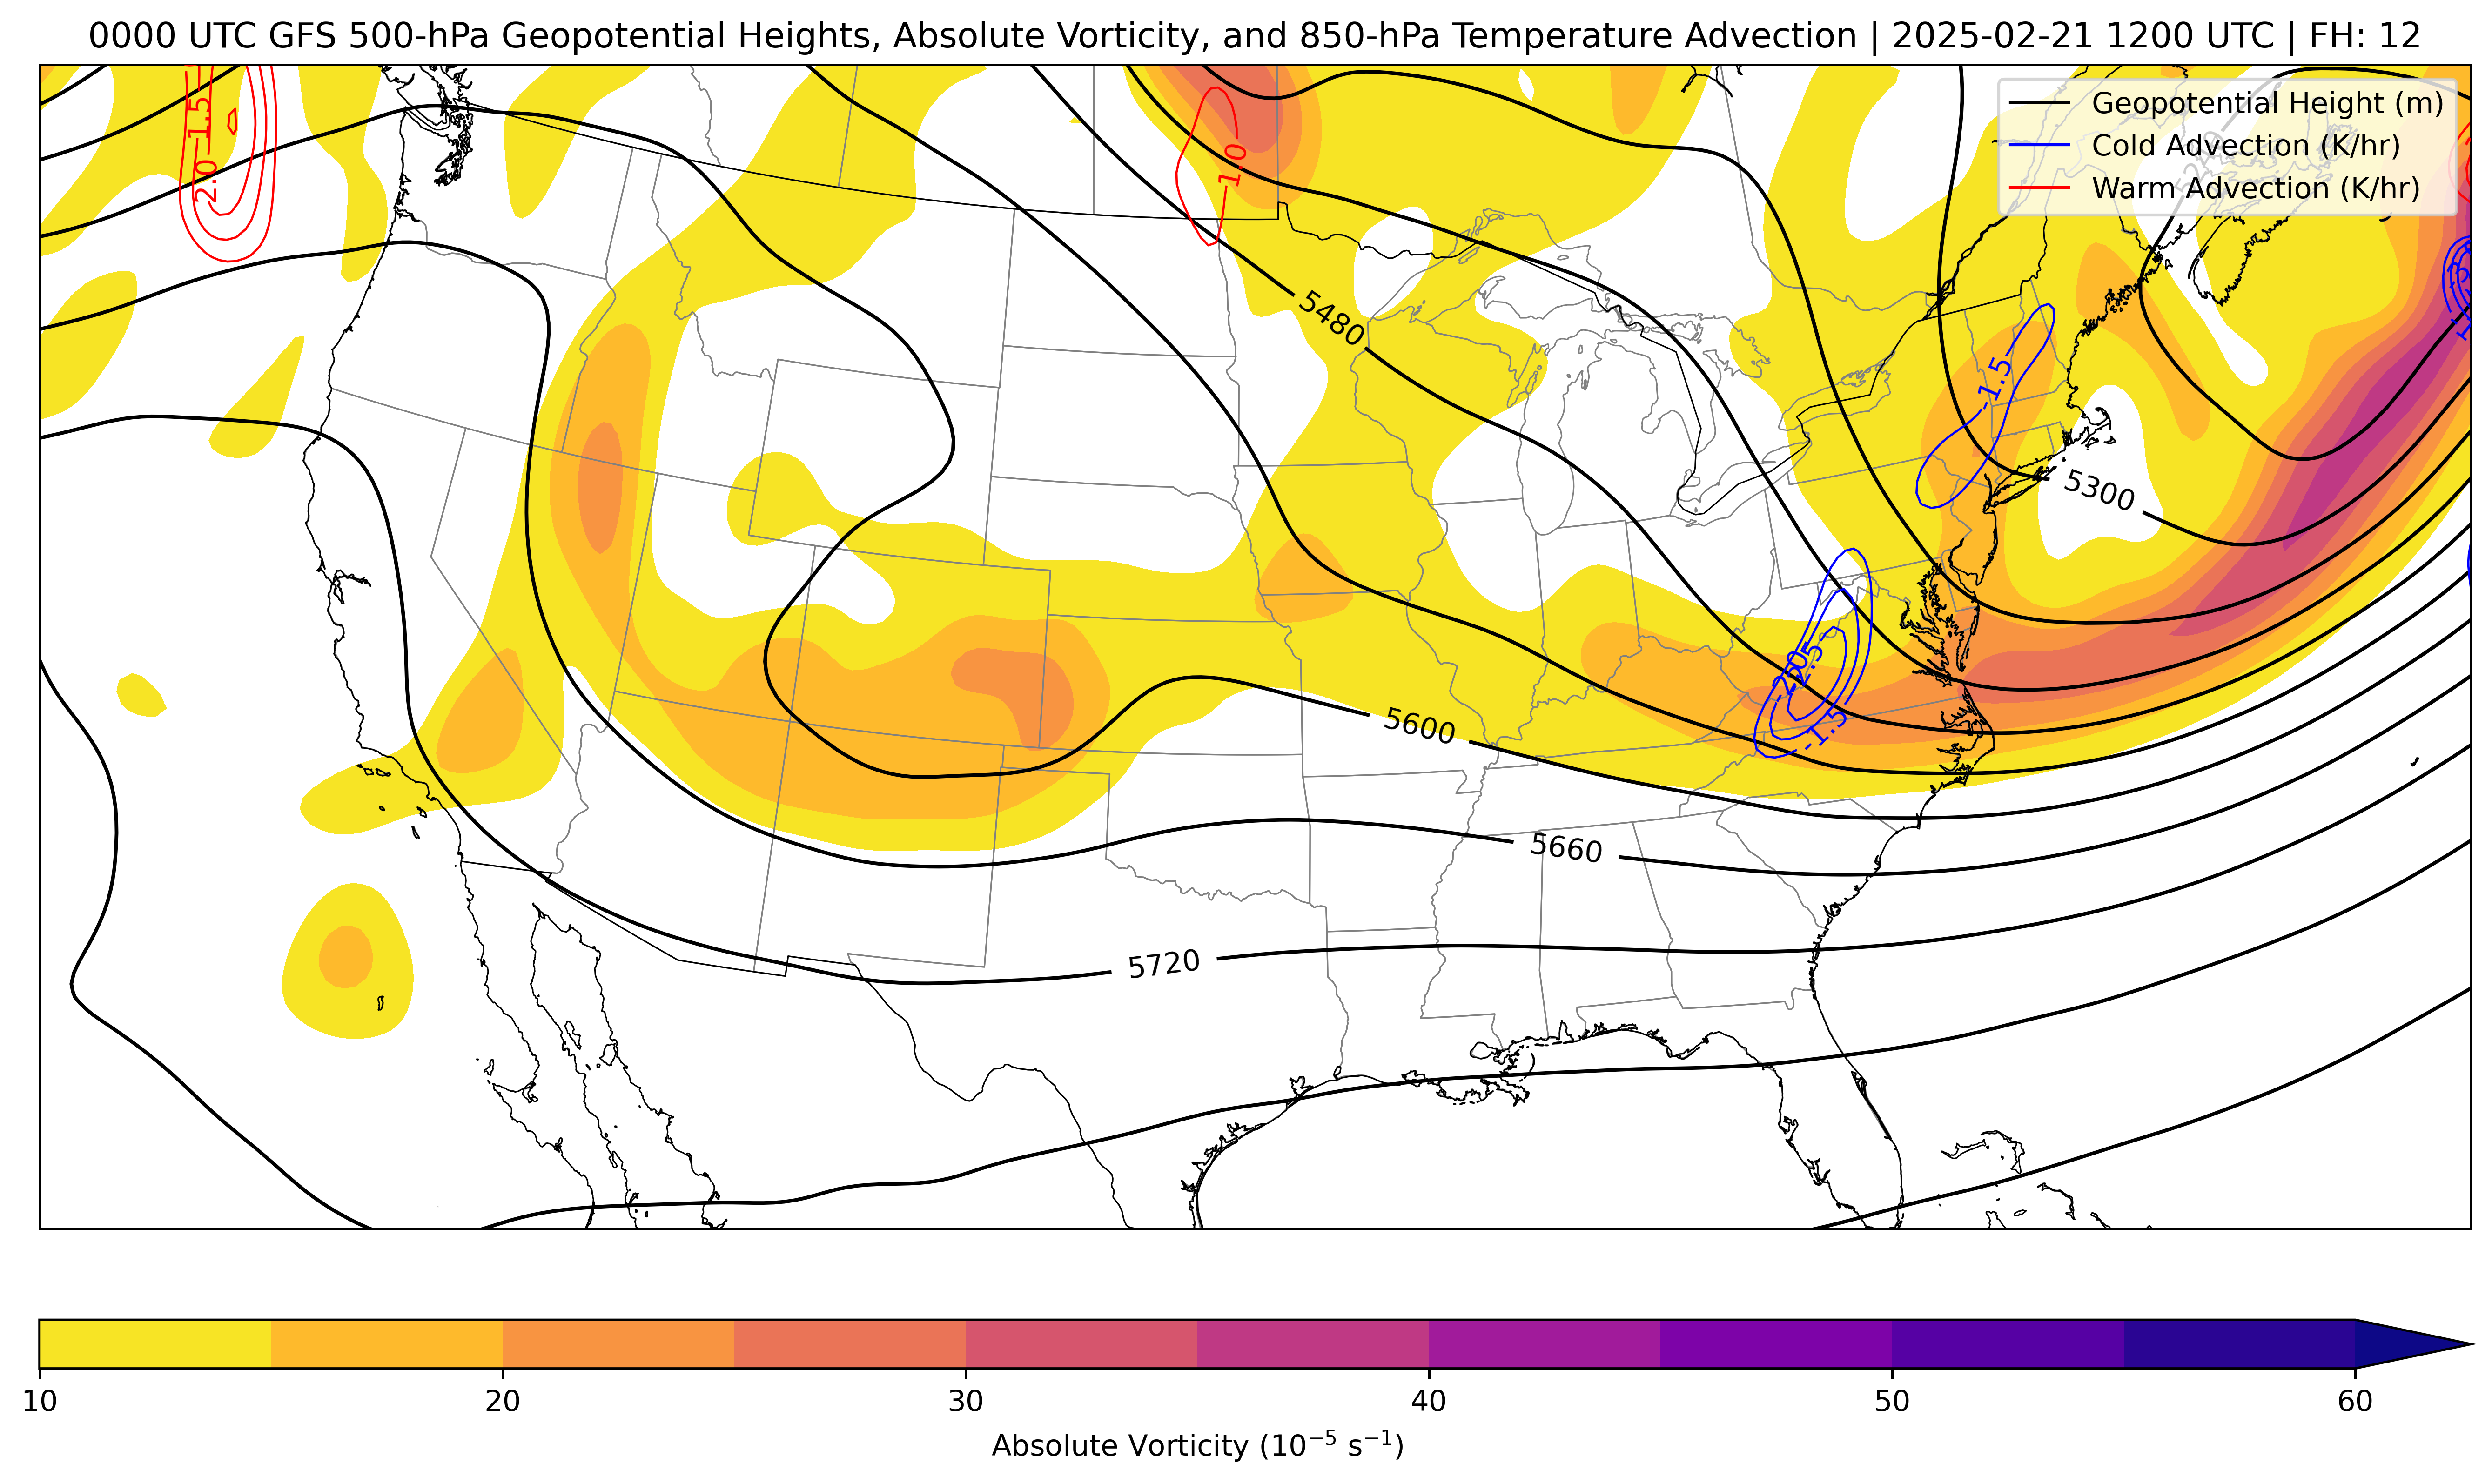 0000 UTC GFS 500-hPa Geopotential Heights, Absolute Vorticity, and 850-hPa Temperature Advection | 2025-02-21 1200 UTC | FH: 12
Geopotential Height (m)
Cold Advection (K/hr)
Warm Advection (K/hr)
1.5
2.0
1.0
5480
-1.5
5300
-2.5
-1.5
5600
5660
5720
10 20 30 40 50 60
Absolute Vorticity (10⁻⁵ s⁻¹)